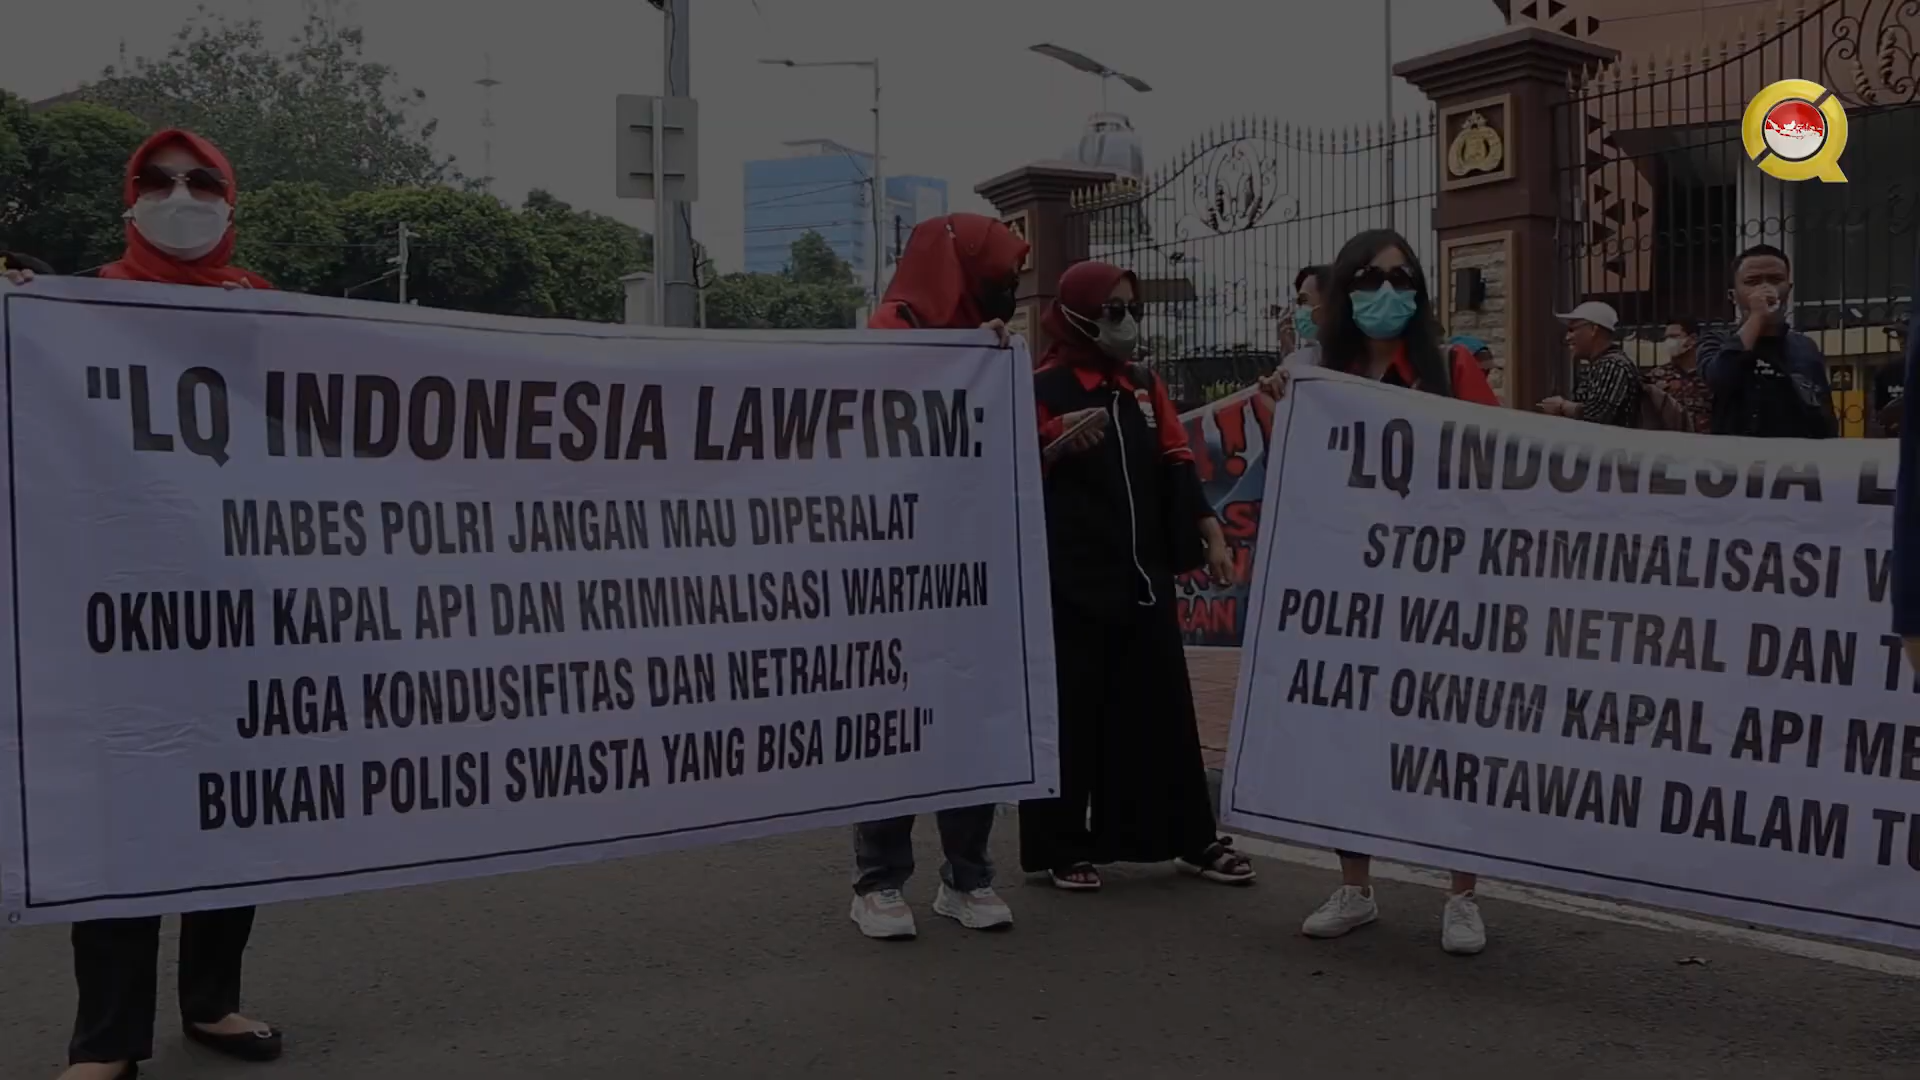 "LQ INDONESIA LAWFIRM:
MABES POLRI JANGAN MAU DIPERALAT
OKNUM KAPAL API DAN KRIMINALISASI WARTAWAN
JAGA KONDUSIFITAS DAN NETRALITAS,
BUKAN POLISI SWASTA YANG BISA DIBELI"
"LQ INDONESIA
STOP KRIMINALISASI
POLRI WAJIB NETRAL DAN
ALAT OKNUM KAPAL API
WARTAWAN DALAM